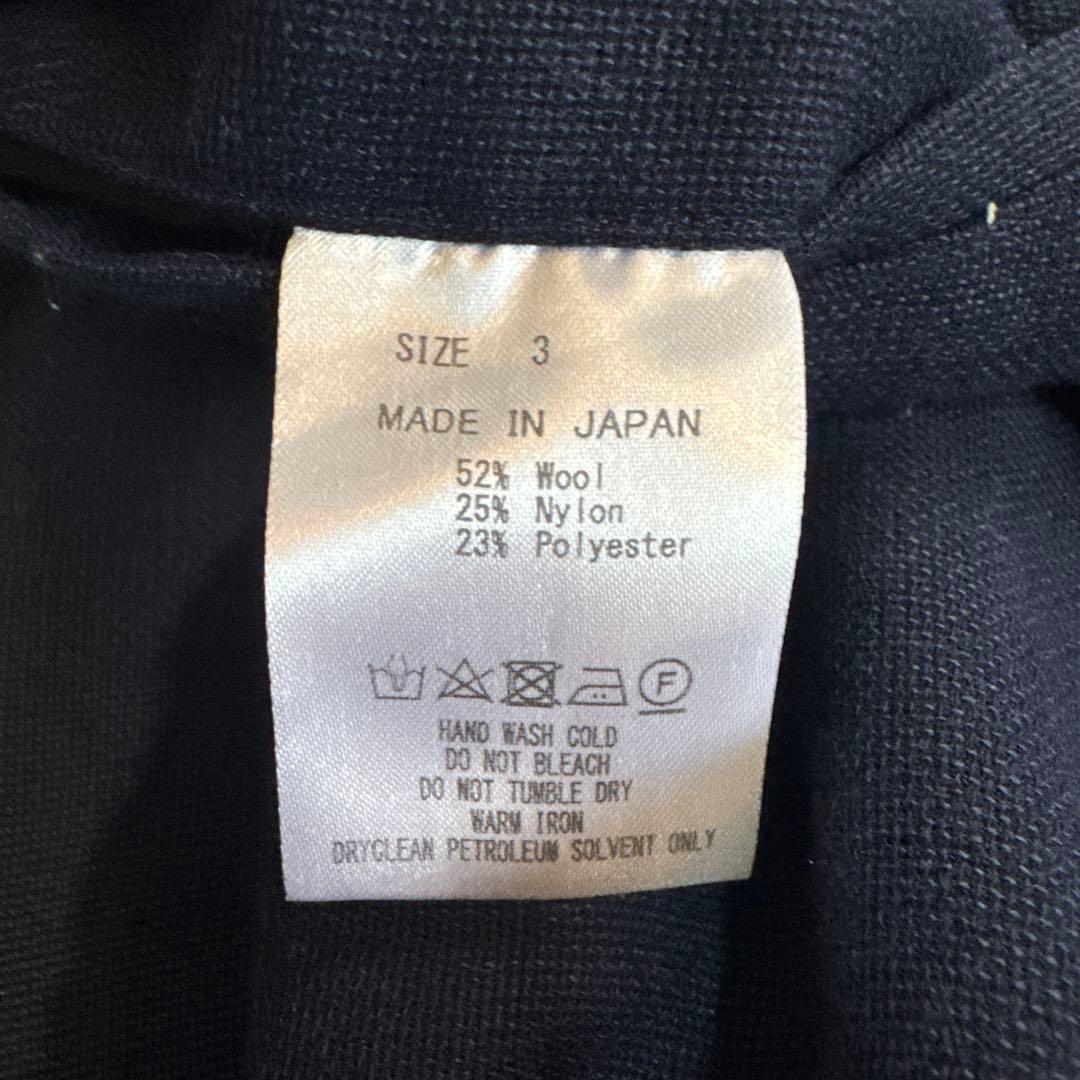 SIZE 3
MADE IN JAPAN
52% Wool
25% Nylon
23% Polyester
F
HAND WASH COLD
DO NOT BLEACH
DO NOT TUMBLE DRY
WARM IRON
DRYCLEAN PETROLEUM SOLVENT ONLY